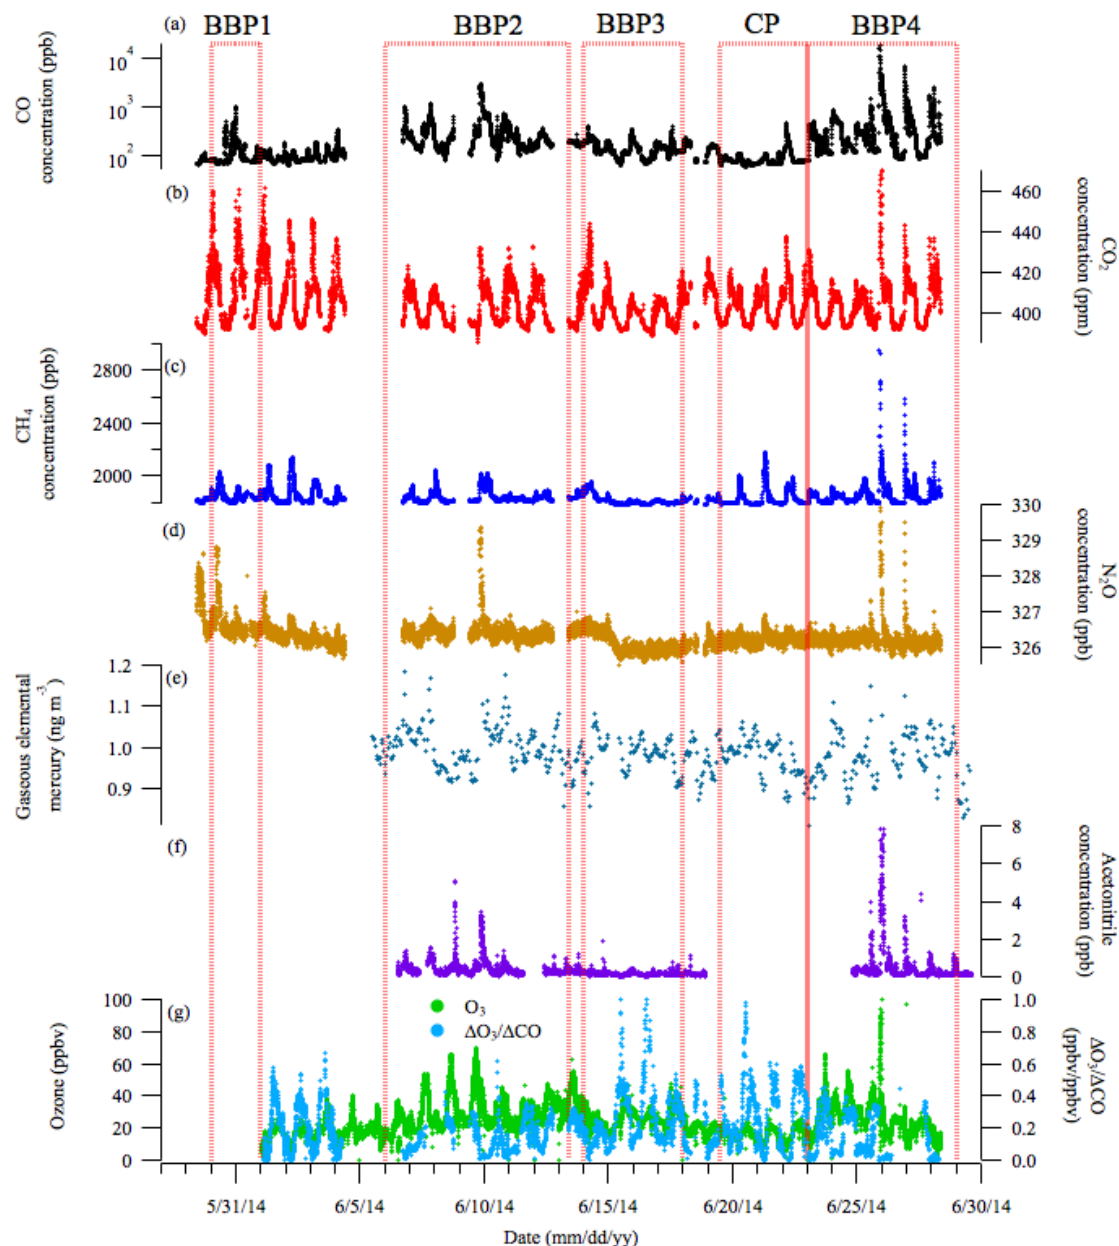 (a) BBP1 BBP2 BBP3 CP BBP4
CO
concentration (ppb)
10^4
10^3
10^2
(b)
460
440
420
400
CO2
concentration (ppm)
(c)
CH4
concentration (ppb)
2800
2400
2000
(d)
330
329
328
327
326
N2O
concentration (ppb)
(e)
Gaseous elemental
mercury (ng m^-3)
1.2
1.1
1.0
0.9
(f)
8
6
4
2
0
Acetonitrile
concentration (ppb)
(g)
O3
ΔO3/ΔCO
Ozone (ppbv)
100
80
60
40
20
0
1.0
0.8
0.6
0.4
0.2
0.0
ΔO3/ΔCO
(ppbv/ppbv)
5/31/14 6/5/14 6/10/14 6/15/14 6/20/14 6/25/14 6/30/14
Date (mm/dd/yy)